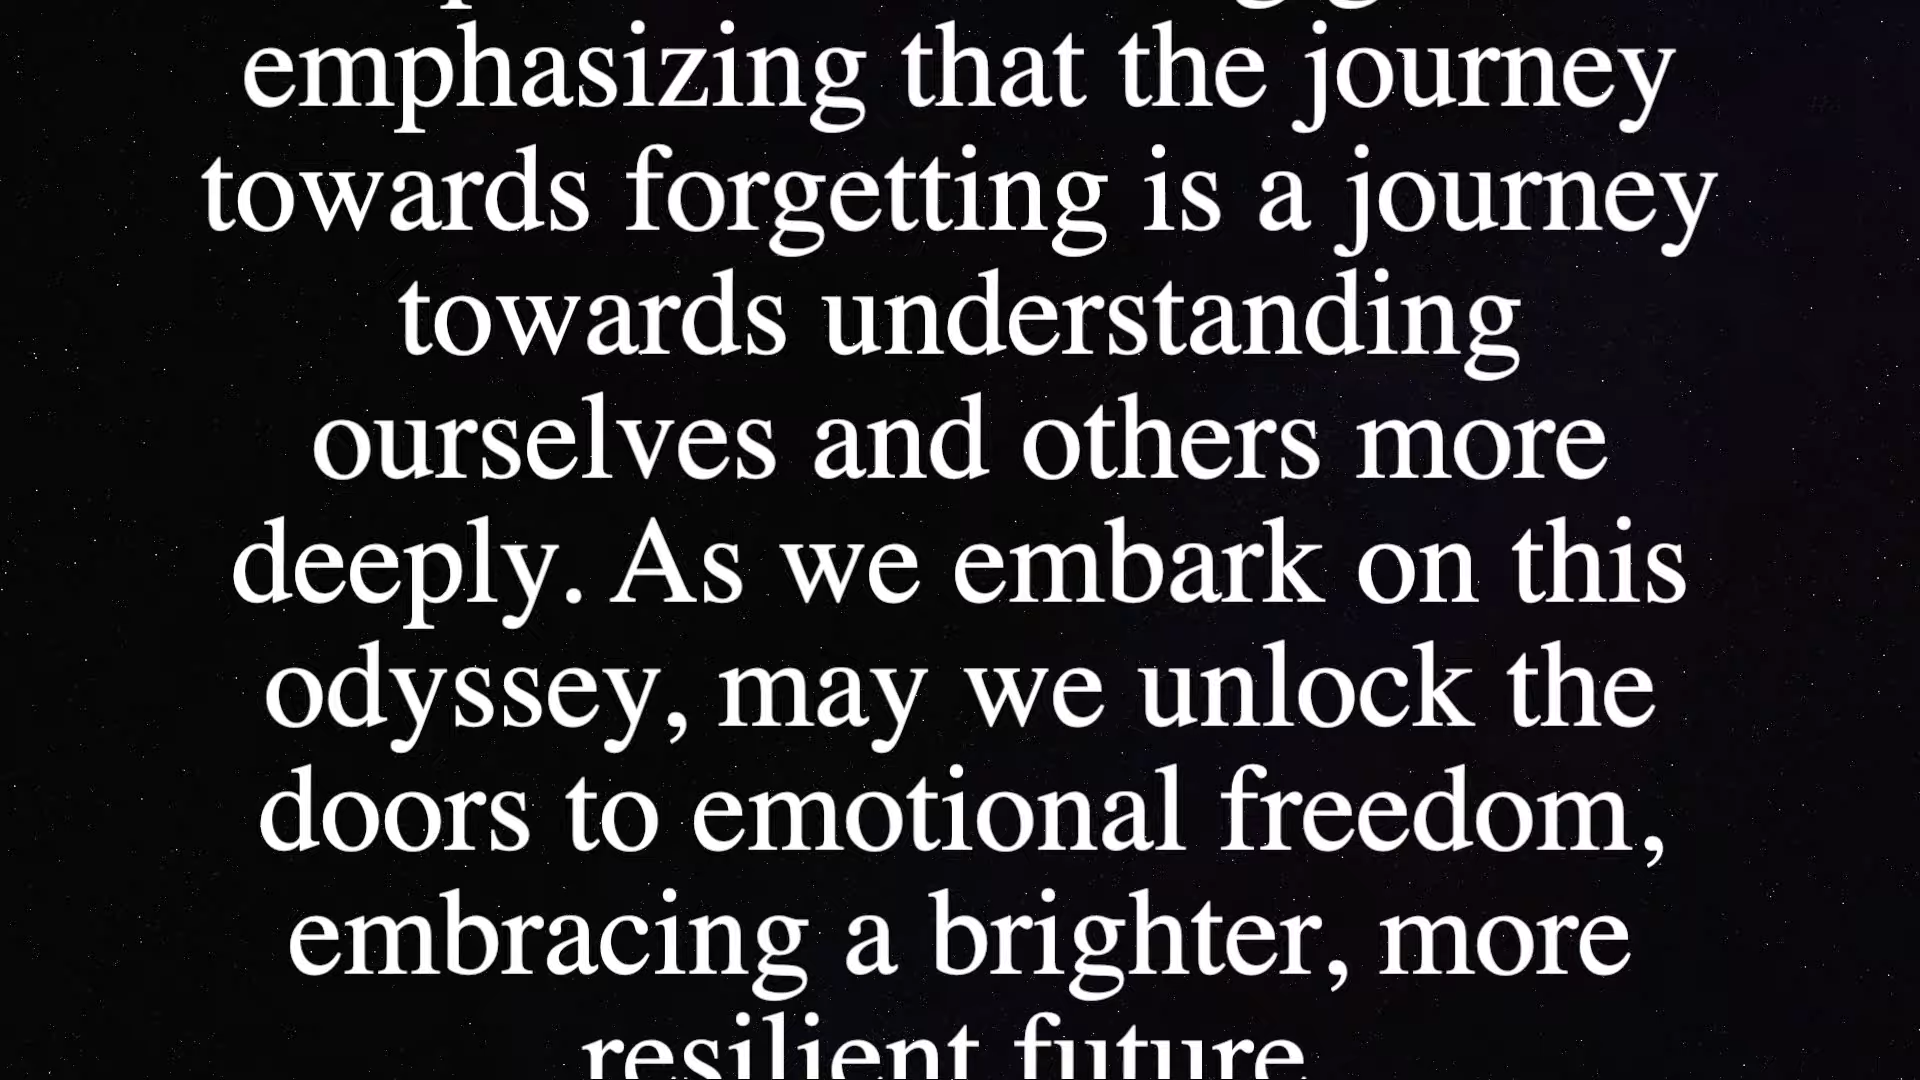 emphasizing that the journey
towards forgetting is a journey
towards understanding
ourselves and others more
deeply. As we embark on this
odyssey, may we unlock the
doors to emotional freedom,
embracing a brighter, more
resilient future